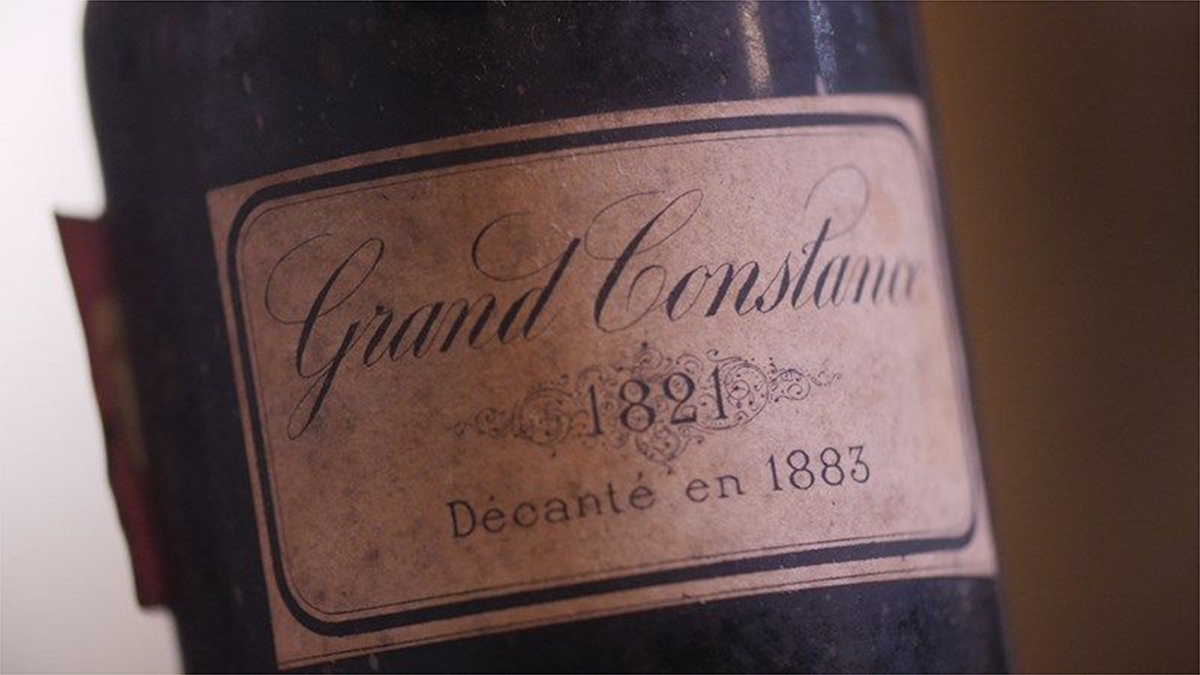 Grand Constance
1821
Décanté en 1883